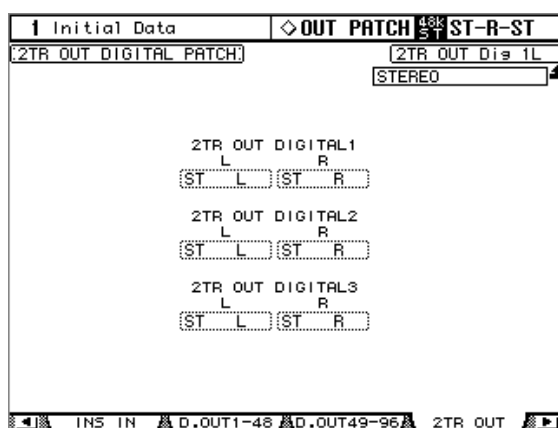 1 Initial Data ◇OUT PATCH 48K ST ST-R-ST
2TR OUT DIGITAL PATCH 2TR OUT Dig 1L
STEREO
2TR OUT DIGITAL1
L R
ST L ST R
2TR OUT DIGITAL2
L R
ST L ST R
2TR OUT DIGITAL3
L R
ST L ST R
INS IN D.OUT1-48 D.OUT49-96 2TR OUT